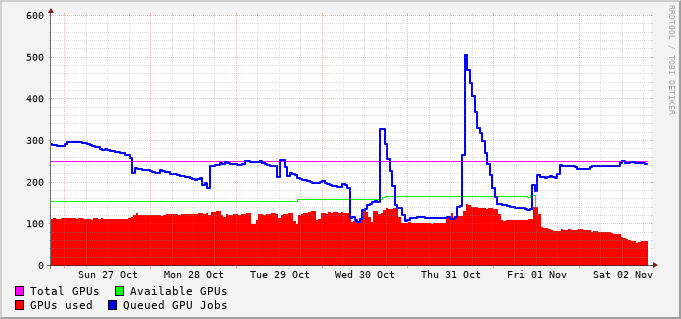 600
500
400
300
200
100
0
Sun 27 Oct Mon 28 Oct Tue 29 Oct Wed 30 Oct Thu 31 Oct Fri 01 Nov Sat 02 Nov
Total GPUs Available GPUs
GPUs used Queued GPU Jobs
RRDTOOL / TOBI OETIKER